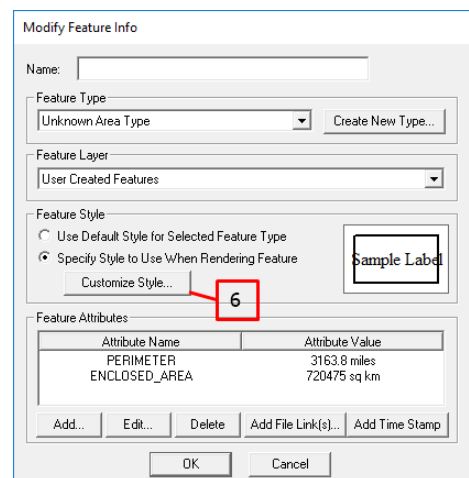 Modify Feature Info
Name:
Feature Type
Unknown Area Type
Create New Type...
Feature Layer
User Created Features
Feature Style
Use Default Style for Selected Feature Type
Specify Style to Use When Rendering Feature
Customize Style...
Sample Label
6
Feature Attributes
Attribute Name Attribute Value
PERIMETER 3163.8 miles
ENCLOSED_AREA 720475 sq km
Add... Edit... Delete Add File Link(s)... Add Time Stamp
OK Cancel